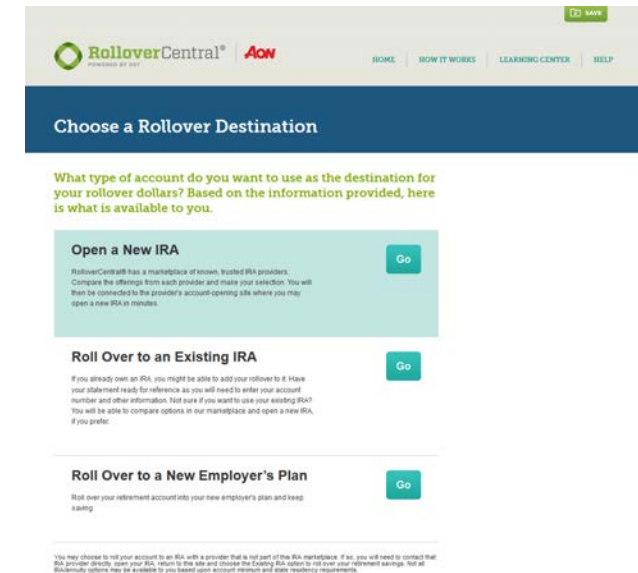 SAVE
RolloverCentral® AON
POWERED BY PBT
HOME HOW IT WORKS LEARNING CENTER HELP
Choose a Rollover Destination
What type of account do you want to use as the destination for
your rollover dollars? Based on the information provided, here
is what is available to you.
Open a New IRA
Go
RolloverCentral® has a marketplace of known, trusted IRA providers.
Compare the offerings from each provider and make your selection. You will
then be connected to the provider's account-opening site where you may
open a new IRA in minutes.
Roll Over to an Existing IRA
Go
If you already own an IRA, you might be able to add your rollover to it. Have
your statement ready for reference as you will need to enter your account
number and other information. Not sure if you want to use your existing IRA?
You will be able to compare options in our marketplace and open a new IRA,
if you prefer.
Roll Over to a New Employer's Plan
Go
Roll over your retirement account into your new employer's plan and keep
saving.
You may choose to roll your account to an IRA with a provider that is not part of this IRA marketplace. If so, you will need to contact that
IRA provider directly, open your IRA, return to this site and choose the Existing IRA option to roll over your retirement savings. Not all
IRA/annuity options may be available to you based upon account minimum and state residency requirements.